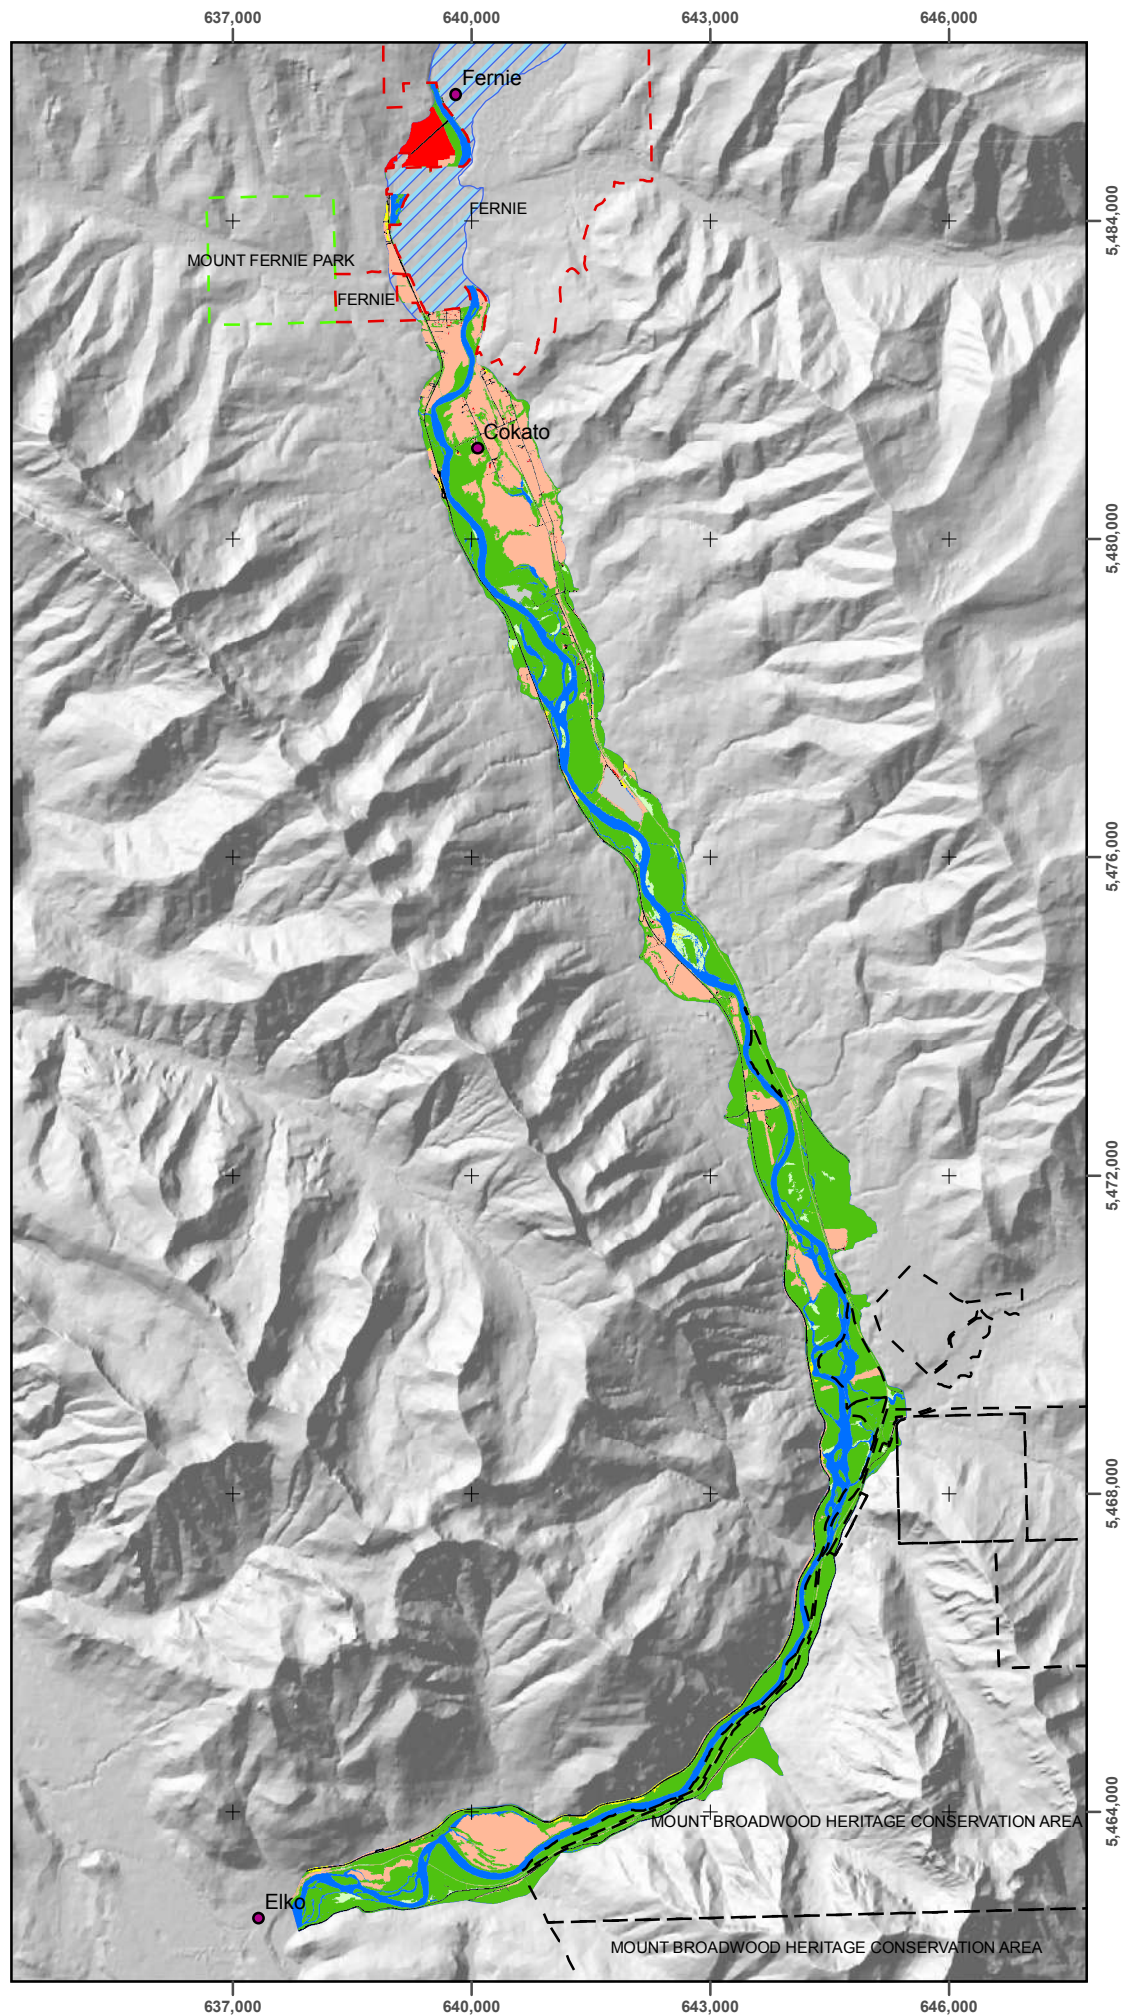 637,000 640,000 643,000 646,000
Fernie
FERNIE
5,484,000
MOUNT FERNIE PARK
FERNIE
Cokato
5,480,000
5,476,000
5,472,000
5,468,000
5,464,000
MOUNT BROADWOOD HERITAGE CONSERVATION AREA
Elko
MOUNT BROADWOOD HERITAGE CONSERVATION AREA
637,000 640,000 643,000 646,000